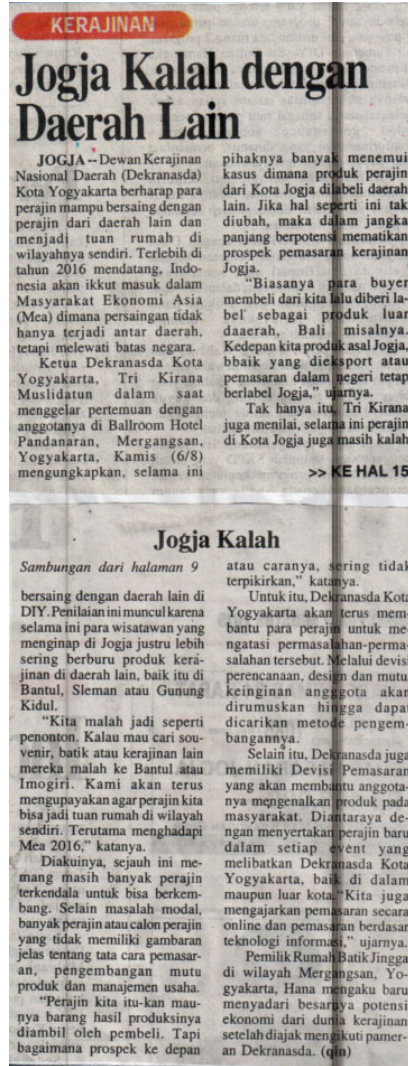 KERAJINAN
Jogja Kalah dengan
Daerah Lain
JOGJA--Dewan Kerajinan
Nasional Daerah (Dekranasda)
Kota Yogyakarta berharap para
perajin mampu bersaing dengan
perajin dari daerah lain dan
menjadi tuan rumah di
wilayahnya sendiri. Terlebih di
tahun 2016 mendatang, Indo-
nesia akan ikkut masuk dalam
Masyarakat Ekonomi Asia
(Mea) dimana persaingan tidak
hanya terjadi antar daerah,
tetapi melewati batas negara.
Ketua Dekranasda Kota
Yogyakarta, Tri Kirana
Muslidatun dalam saat
menggelar pertemuan dengan
anggotanya di Ballroom Hotel
Pandanaran, Mergangsan,
Yogyakarta, Kamis (6/8)
mengungkapkan, selama ini
pihaknya banyak menemui
kasus dimana produk perajin
dari Kota Jogja dilabeli daerah
lain. Jika hal seperti ini tak
diubah, maka dalam jangka
panjang berpotensi mematikan
prospek pemasaran kerajinan
Jogja.
"Biasanya para buyer
membeli dari kita lalu diberi la-
bel sebagai produk luar
daaerah, Bali misalnya.
Kedepan kita produk asal Jogja,
bbaik yang dieksport atau
pemasaran dalam negeri tetap
berlabel Jogja," ujarnya.
Tak hanya itu, Tri Kirana
juga menilai, selama ini perajin
di Kota Jogja juga masih kalah
>> KE HAL 15
Jogja Kalah
Sambungan dari halaman 9
bersaing dengan daerah lain di
DIY. Penilaian ini muncul karena
selama ini para wisatawan yang
menginap di Jogja justru lebih
sering berburu produk kera-
jinan di daerah lain, baik itu di
Bantul, Sleman atau Gunung
Kidul.
"Kita malah jadi seperti
penonton. Kalau mau cari sou-
venir, batik atau kerajinan lain
mereka malah ke Bantul atau
Imogiri. Kami akan terus
mengupayakan agar perajin kita
bisa jadi tuan rumah di wilayah
sendiri. Terutama menghadapi
Mea 2016," katanya.
Diakuinya, sejauh ini me-
mang masih banyak perajin
terkendala untuk bisa berkem-
bang. Selain masalah modal,
banyak perajin atau calon perajin
yang tidak memiliki gambaran
jelas tentang tata cara pemasar-
an, pengembangan mutu
produk dan manajemen usaha.
"Perajin kita itu-kan mau-
nya barang hasil produksinya
diambil oleh pembeli. Tapi
bagaimana prospek ke depan
atau caranya, sering tidak
terpikirkan," katanya.
Untuk itu, Dekranasda Kota
Yogyakarta akan terus mem-
bantu para perajin untuk me-
ngatasi permasalahan-perma-
salahan tersebut. Melalui devisi
perencanaan, design dan mutu
keinginan angggota akan
dirumuskan hingga dapat
dicarikan metode pengem-
bangannya.
Selain itu, Dekranasda juga
memiliki Devisi Pemasaran
yang akan membantu anggota-
nya mengenalkan produk pada
masyarakat. Diantaraya de-
ngan menyertakan perajin baru
dalam setiap event yang
melibatkan Dekranasda Kota
Yogyakarta, baik di dalam
maupun luar kota. "Kita juga
mengajarkan pemasaran secara
online dan pemasaran berdasar
teknologi informasi," ujarnya.
Pemilik Rumah Batik Jingga
di wilayah Mergangsan, Yo-
gyakarta, Hana mengaku baru
menyadari besarnya potensi
ekonomi dari dunia kerajinan
setelah diajak mengikuti pamer-
an Dekranasda. (qin)